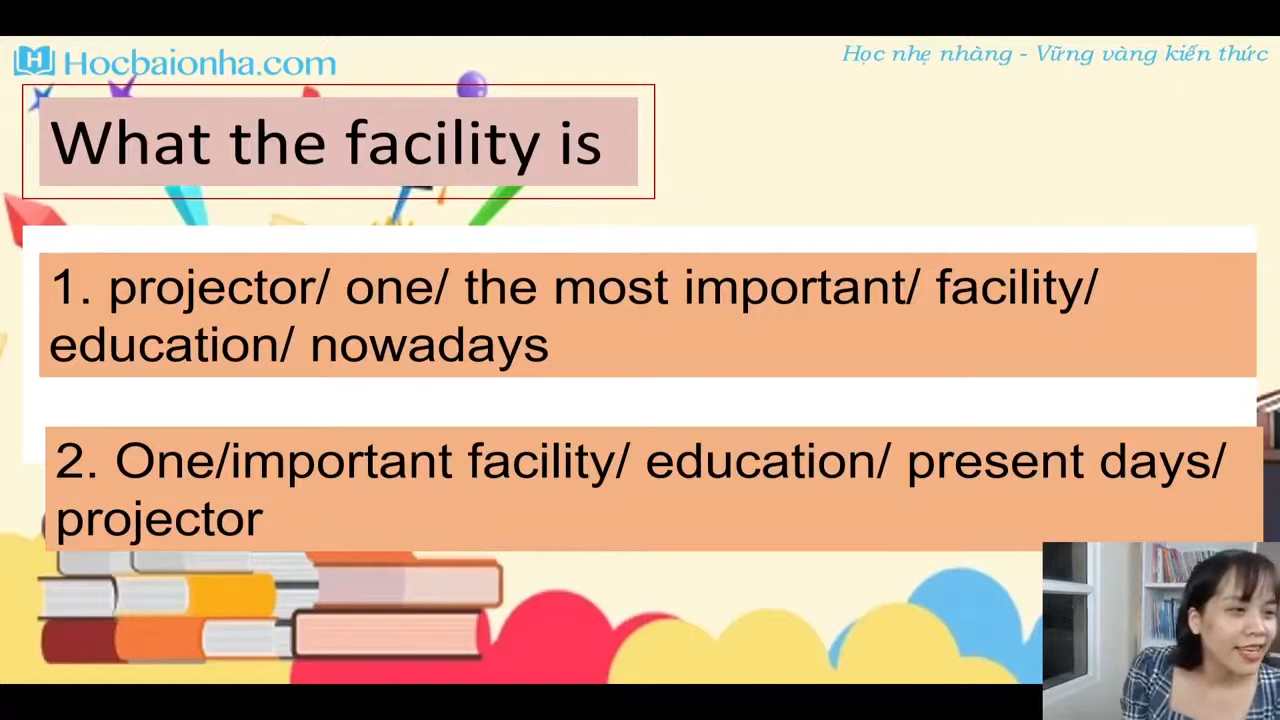 Hocbaionha.com
Học nhẹ nhàng - Vững vàng kiến thức
What the facility is
1. projector/ one/ the most important/ facility/
education/ nowadays
2. One/important facility/ education/ present days/
projector